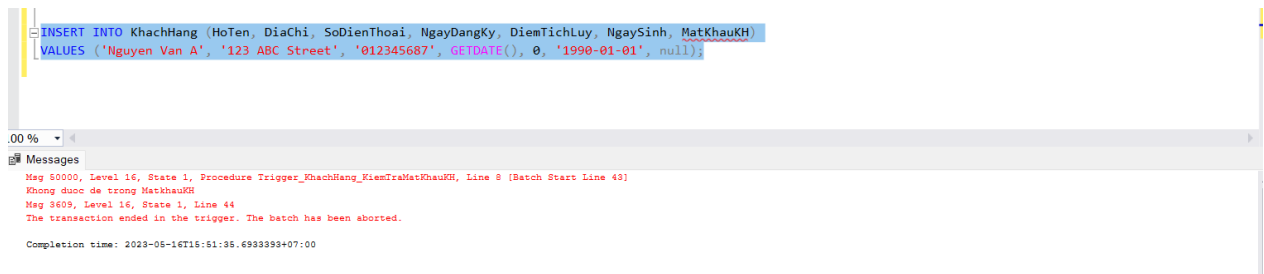 INSERT INTO KhachHang (HoTen, DiaChi, SoDienThoai, NgayDangKy, DiemTichLuy, NgaySinh, MatKhauKH)
VALUES ('Nguyen Van A', '123 ABC Street', '012345687', GETDATE(), 0, '1990-01-01', null);
.00 %
Messages
Msg 50000, Level 16, State 1, Procedure Trigger_KhachHang_KiemTraMatKhauKH, Line 8 [Batch Start Line 43]
Khong duoc de trong MatkhauKH
Msg 3609, Level 16, State 1, Line 44
The transaction ended in the trigger. The batch has been aborted.
Completion time: 2023-05-16T15:51:35.6933393+07:00